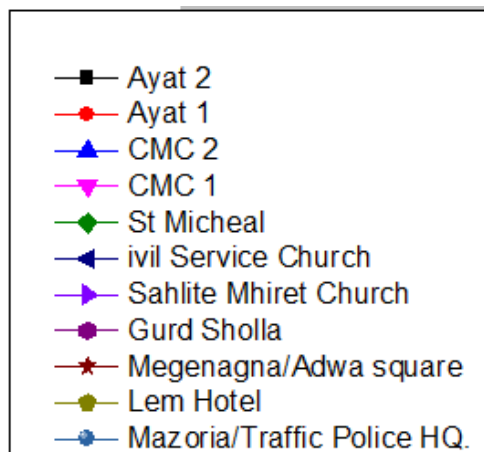 Ayat 2
Ayat 1
CMC 2
CMC 1
St Micheal
ivil Service Church
Sahlite Mhiret Church
Gurd Sholla
Megenagna/Adwa square
Lem Hotel
Mazoria/Traffic Police HQ.